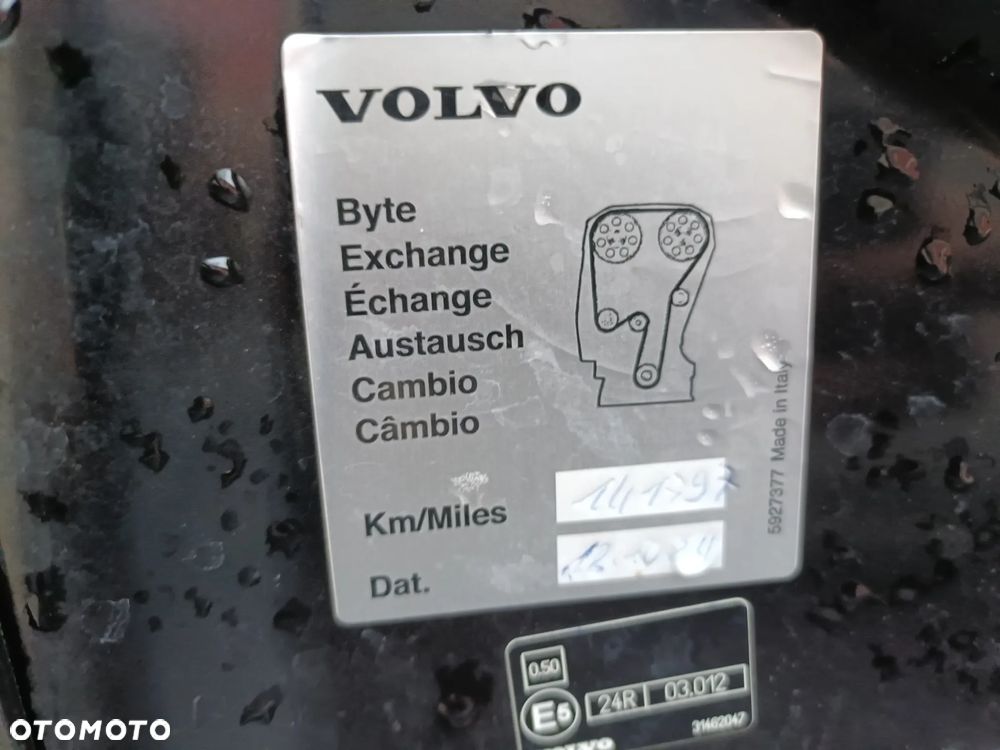 VOLVO
Byte
Exchange
Échange
Austausch
Cambio
Câmbio
Km/Miles
Dat.
5927377 Made in Italy
0.50
E5
24R 03.012
31462047
VOLVO
OTOMOTO